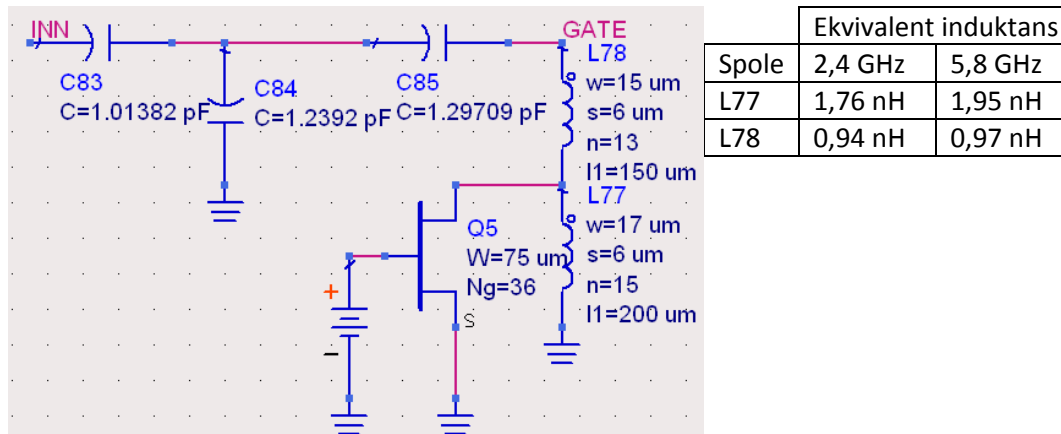 INN
GATE
C83
C=1.01382 pF
C84
C=1.2392 pF
C85
C=1.29709 pF
L78
w=15 um
s=6 um
n=13
l1=150 um
L77
w=17 um
s=6 um
n=15
l1=200 um
Q5
W=75 um
Ng=36
+
−
S
Ekvivalent induktans
Spole 2,4 GHz 5,8 GHz
L77 1,76 nH 1,95 nH
L78 0,94 nH 0,97 nH